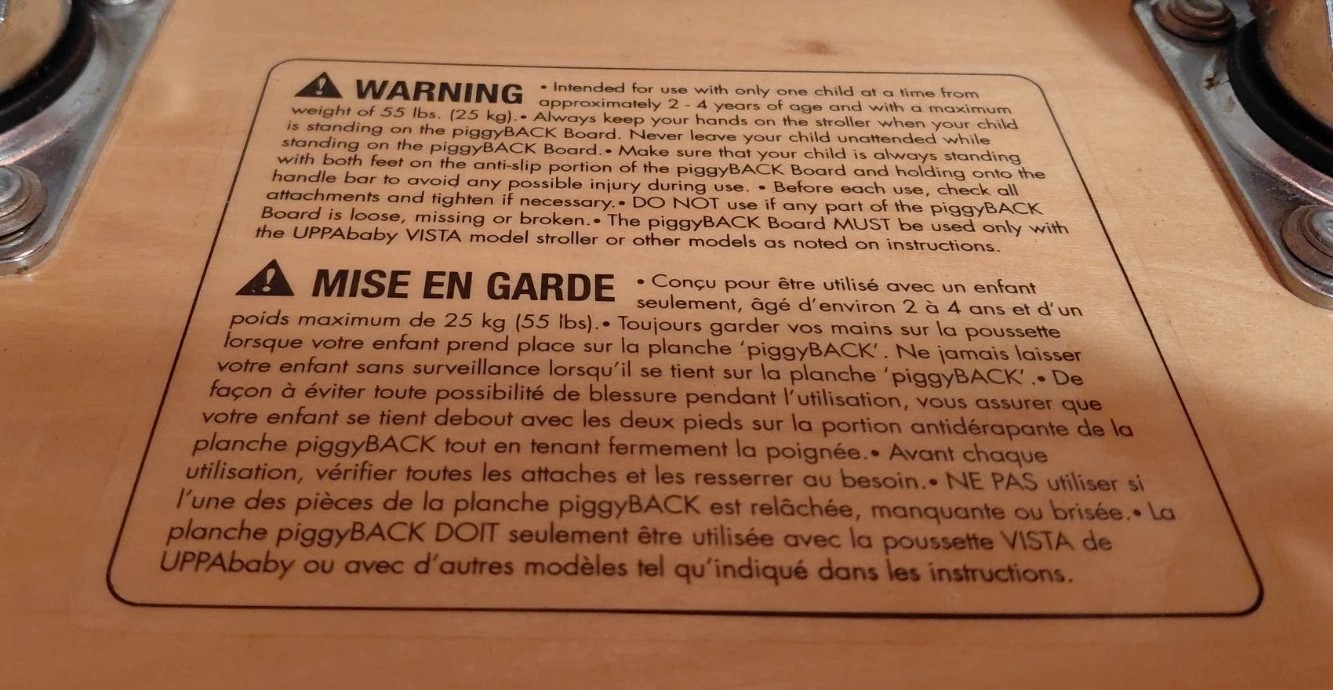 WARNING • Intended for use with only one child at a time from
approximately 2 - 4 years of age and with a maximum
weight of 55 lbs. (25 kg).• Always keep your hands on the stroller when your child
is standing on the piggyBACK Board. Never leave your child unattended while
standing on the piggyBACK Board.• Make sure that your child is always standing
with both feet on the anti-slip portion of the piggyBACK Board and holding onto the
handle bar to avoid any possible injury during use. • Before each use, check all
attachments and tighten if necessary.• DO NOT use if any part of the piggyBACK
Board is loose, missing or broken.• The piggyBACK Board MUST be used only with
the UPPAbaby VISTA model stroller or other models as noted on instructions.
MISE EN GARDE • Conçu pour être utilisé avec un enfant
seulement, âgé d'environ 2 à 4 ans et d'un
poids maximum de 25 kg (55 lbs).• Toujours garder vos mains sur la poussette
lorsque votre enfant prend place sur la planche 'piggyBACK'. Ne jamais laisser
votre enfant sans surveillance lorsqu'il se tient sur la planche 'piggyBACK'.• De
façon à éviter toute possibilité de blessure pendant l'utilisation, vous assurer que
votre enfant se tient debout avec les deux pieds sur la portion antidérapante de la
planche piggyBACK tout en tenant fermement la poignée.• Avant chaque
utilisation, vérifier toutes les attaches et les resserrer au besoin.• NE PAS utiliser si
l'une des pièces de la planche piggyBACK est relâchée, manquante ou brisée.• La
planche piggyBACK DOIT seulement être utilisée avec la poussette VISTA de
UPPAbaby ou avec d'autres modèles tel qu'indiqué dans les instructions.